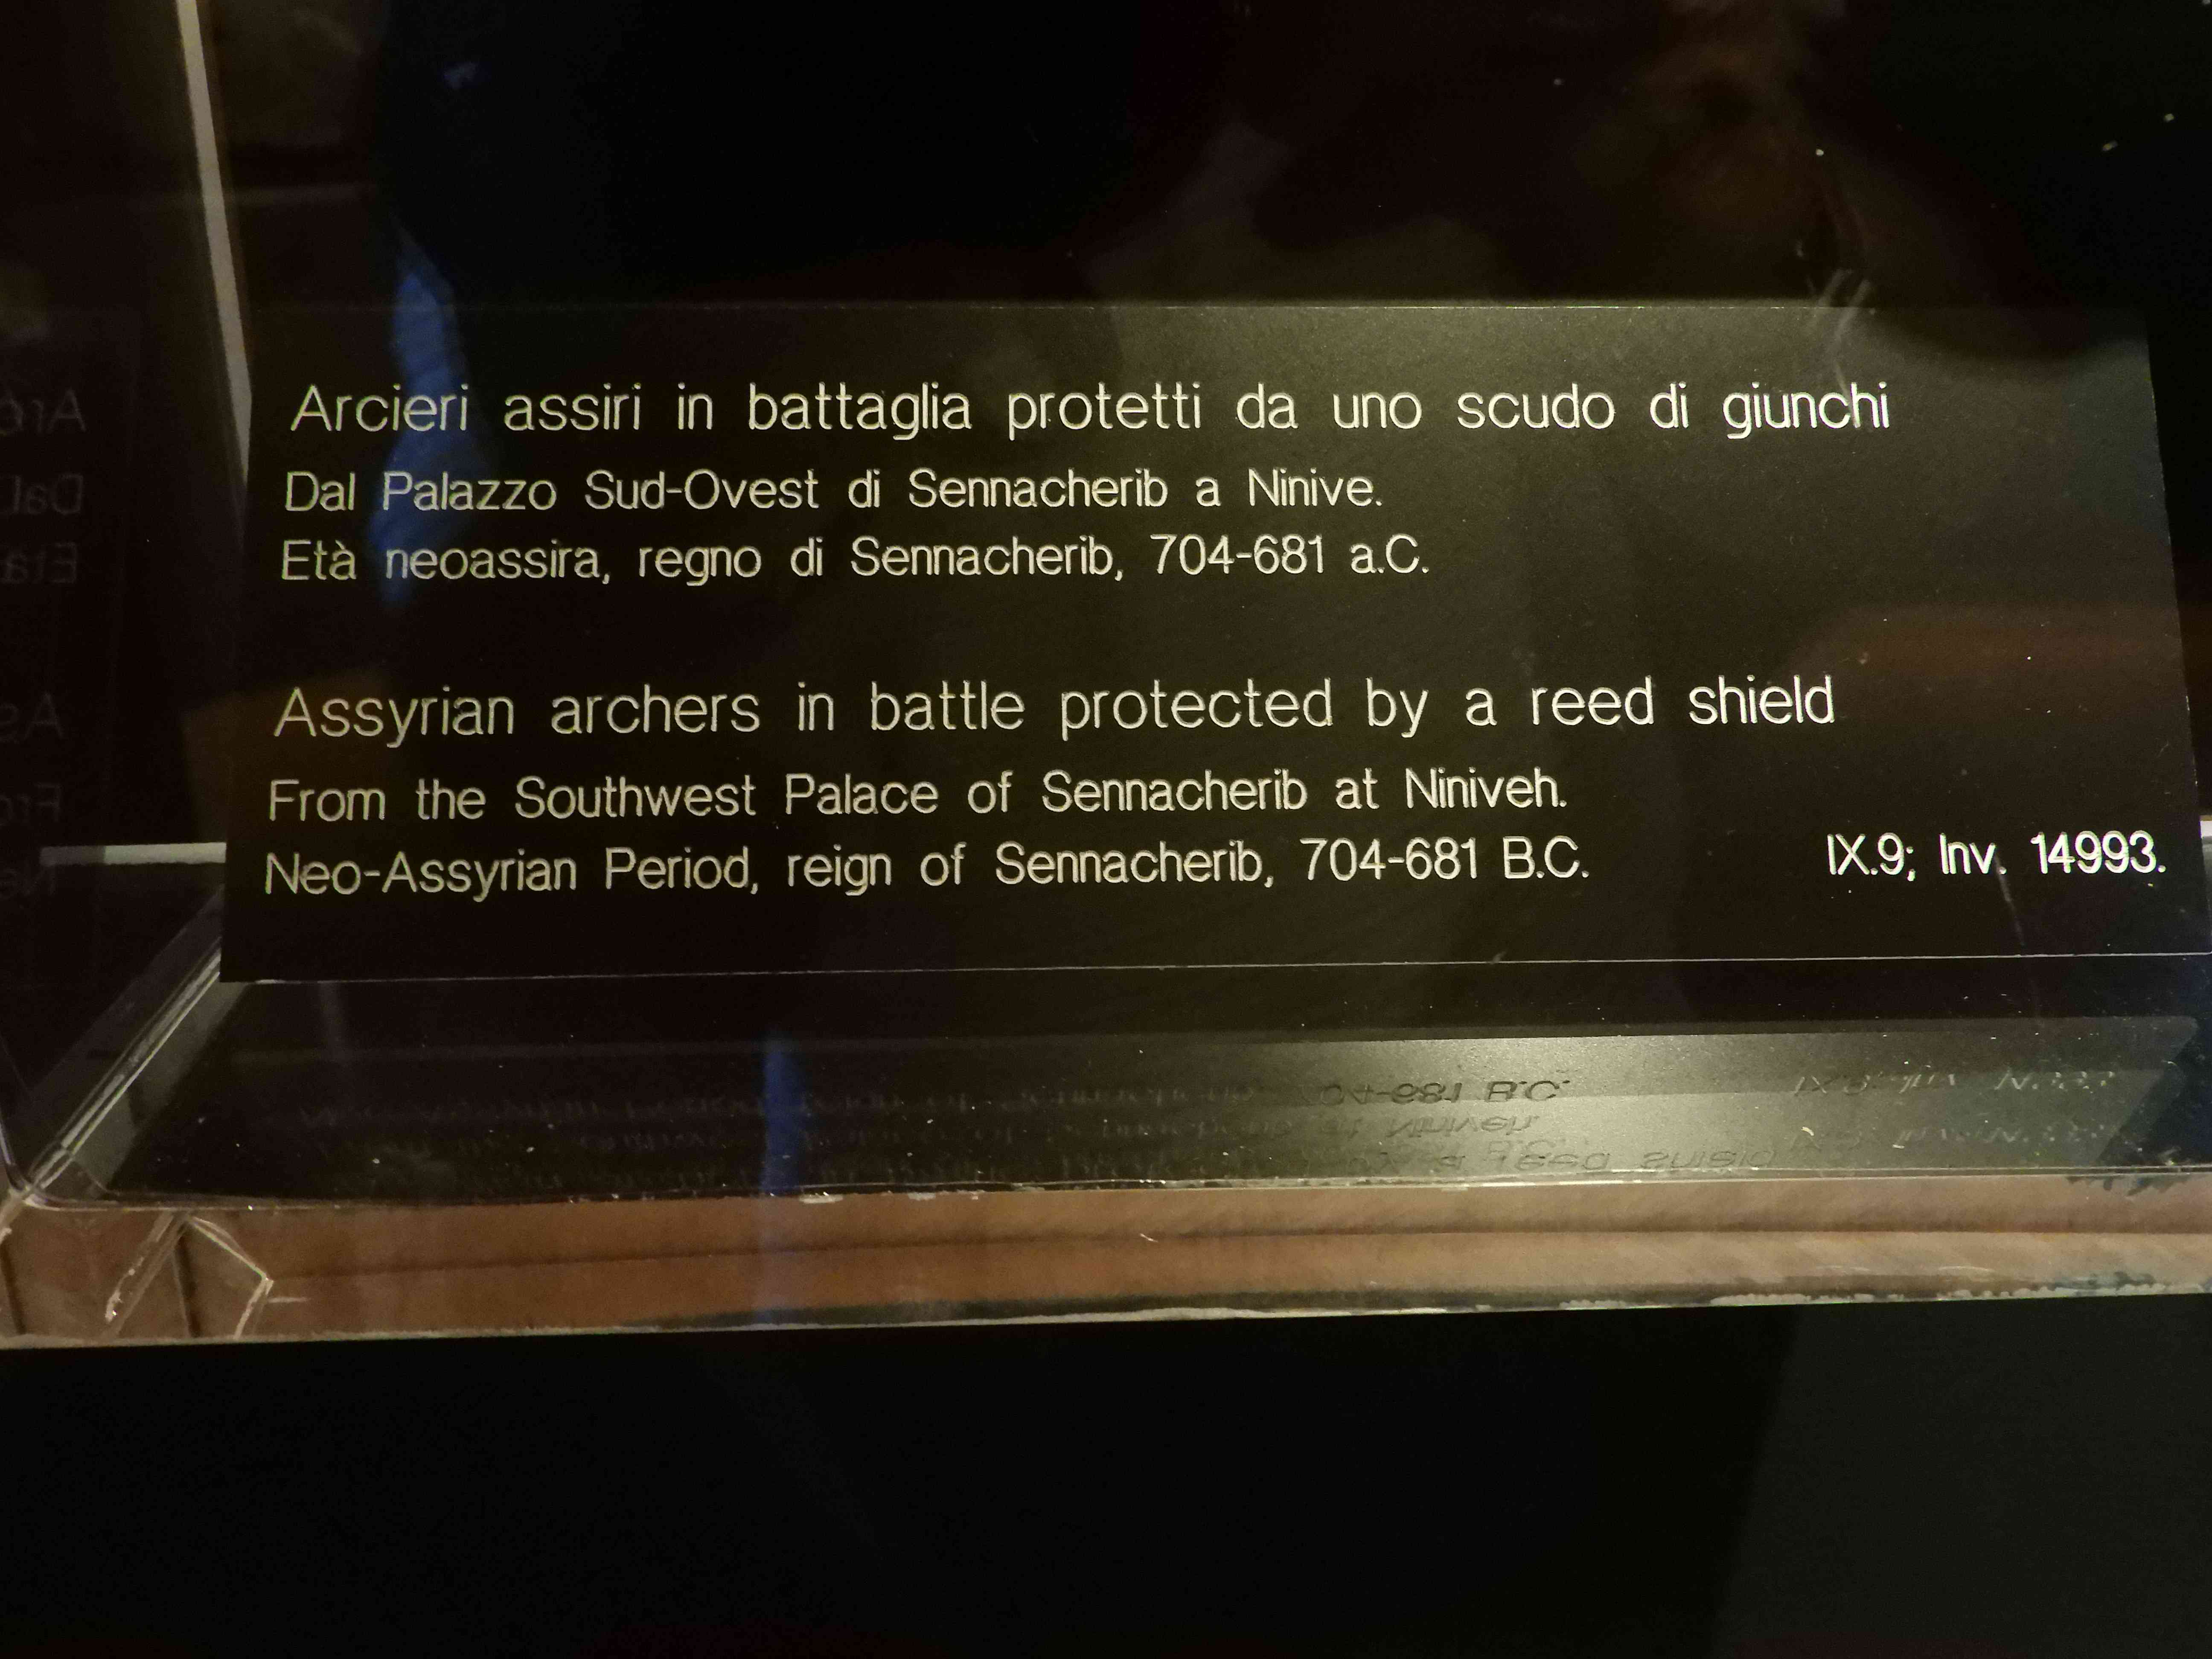 Arcieri assiri in battaglia protetti da uno scudo di giunchi
Dal Palazzo Sud-Ovest di Sennacherib a Ninive.
Età neoassira, regno di Sennacherib, 704-681 a.C.
Assyrian archers in battle protected by a reed shield
From the Southwest Palace of Sennacherib at Niniveh.
Neo-Assyrian Period, reign of Sennacherib, 704-681 B.C. IX.9; Inv. 14993.